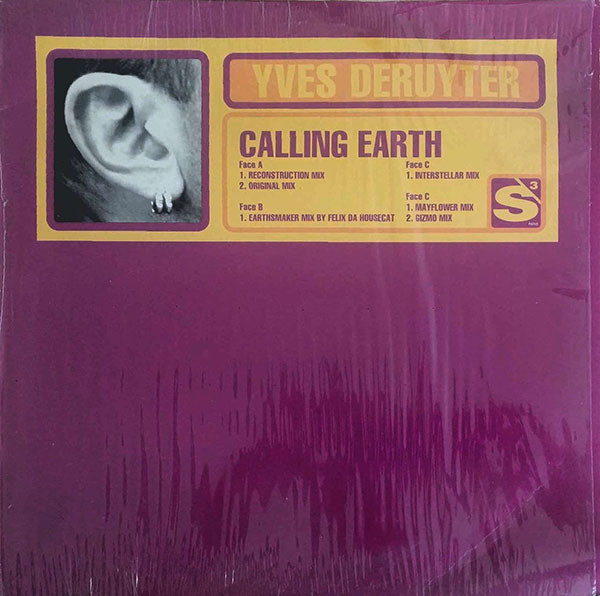 YVES DERUYTER
CALLING EARTH
Face A
1. RECONSTRUCTION MIX
2. ORIGINAL MIX
Face B
1. EARTHSMAKER MIX BY FELIX DA HOUSECAT
Face C
1. INTERSTELLAR MIX
Face C
1. MAYFLOWER MIX
2. GIZMO MIX
S3